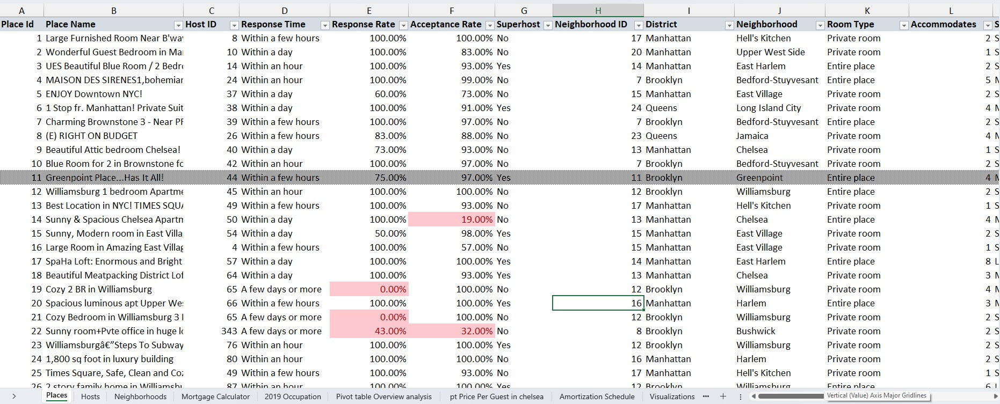 A B C D E F G H I J K L
Place Id Place Name Host ID Response Time Response Rate Acceptance Rate Superhost Neighborhood ID District Neighborhood Room Type Accommodates S
1 Large Furnished Room Near B'wa 8 Within a few hours 100.00% 100.00% No 17 Manhattan Hell's Kitchen Private room 2 S
2 Wonderful Guest Bedroom in Ma 10 Within a day 100.00% 83.00% No 20 Manhattan Upper West Side Private room 1 S
3 UES Beautiful Blue Room / 2 Bedr 14 Within an hour 100.00% 93.00% Yes 14 Manhattan East Harlem Entire place 2 S
4 MAISON DES SIRENES1,bohemian 24 Within an hour 100.00% 99.00% No 7 Brooklyn Bedford-Stuyvesant Entire place 5 M
5 ENJOY Downtown NYC! 37 Within a day 60.00% 73.00% No 15 Manhattan East Village Private room 2 S
6 1 Stop fr. Manhattan! Private Suit 38 Within a day 100.00% 91.00% Yes 24 Queens Long Island City Private room 4 M
7 Charming Brownstone 3 - Near PR 39 Within a few hours 100.00% 97.00% No 7 Brooklyn Bedford-Stuyvesant Entire place 2 S
8 (E) RIGHT ON BUDGET 26 Within a few hours 83.00% 88.00% No 23 Queens Jamaica Private room 4 M
9 Beautiful Attic bedroom Chelsea! 40 Within a day 73.00% 93.00% No 13 Manhattan Chelsea Private room 1 S
10 Blue Room for 2 in Brownstone fo 42 Within an hour 100.00% 97.00% No 7 Brooklyn Bedford-Stuyvesant Private room 2 S
11 Greenpoint Place...Has It All! 44 Within a few hours 75.00% 97.00% Yes 11 Brooklyn Greenpoint Entire place 4 M
12 Williamsburg 1 bedroom Apartme 45 Within an hour 100.00% 100.00% No 12 Brooklyn Williamsburg Entire place 2 S
13 Best Location in NYC! TIMES SQUA 49 Within a few hours 100.00% 93.00% No 17 Manhattan Hell's Kitchen Private room 1 S
14 Sunny & Spacious Chelsea Apartm 50 Within a day 100.00% 19.00% No 13 Manhattan Chelsea Entire place 4 M
15 Sunny, Modern room in East Villa 54 Within a day 50.00% 98.00% Yes 15 Manhattan East Village Private room 2 S
16 Large Room in Amazing East Villag 4 Within a few hours 100.00% 57.00% No 15 Manhattan East Village Private room 1 S
17 SpaHa Loft: Enormous and Bright 57 Within a day 100.00% 100.00% Yes 14 Manhattan East Harlem Entire place 8 L
18 Beautiful Meatpacking District Lof 64 Within a day 100.00% 93.00% Yes 13 Manhattan Chelsea Private room 3 M
19 Cozy 2 BR in Williamsburg 65 A few days or more 0.00% 100.00% No 12 Brooklyn Williamsburg Private room 4 M
20 Spacious luminous apt Upper Wes 66 Within a few hours 100.00% 100.00% Yes 16 Manhattan Harlem Entire place 3 M
21 Cozy Bedroom in Williamsburg 3 65 A few days or more 0.00% 100.00% No 12 Brooklyn Williamsburg Private room 2 S
22 Sunny room+Pvte office in huge lo 343 A few days or more 43.00% 32.00% No 8 Brooklyn Bushwick Private room 2 S
23 Williamsburgâ€”Steps To Subway 76 Within an hour 100.00% 100.00% Yes 12 Brooklyn Williamsburg Private room 2 S
24 1,800 sq foot in luxury building 80 Within an hour 100.00% 100.00% No 16 Manhattan Harlem Private room 2 S
25 Times Square, Safe, Clean and Coz 49 Within a few hours 100.00% 93.00% No 17 Manhattan Hell's Kitchen Private room 1 S
26 2 story family home in Williamsbu 87 Within an hour 100.00% 100.00% Yes 12 Brooklyn Williamsburg Entire place 6 L
Places Hosts Neighborhoods Mortgage Calculator 2019 Occupation Pivot table Overview analysis pt Price Per Guest in chelsea Amortization Schedule Visualizations ··· Vertical (Value) Axis Major Gridlines